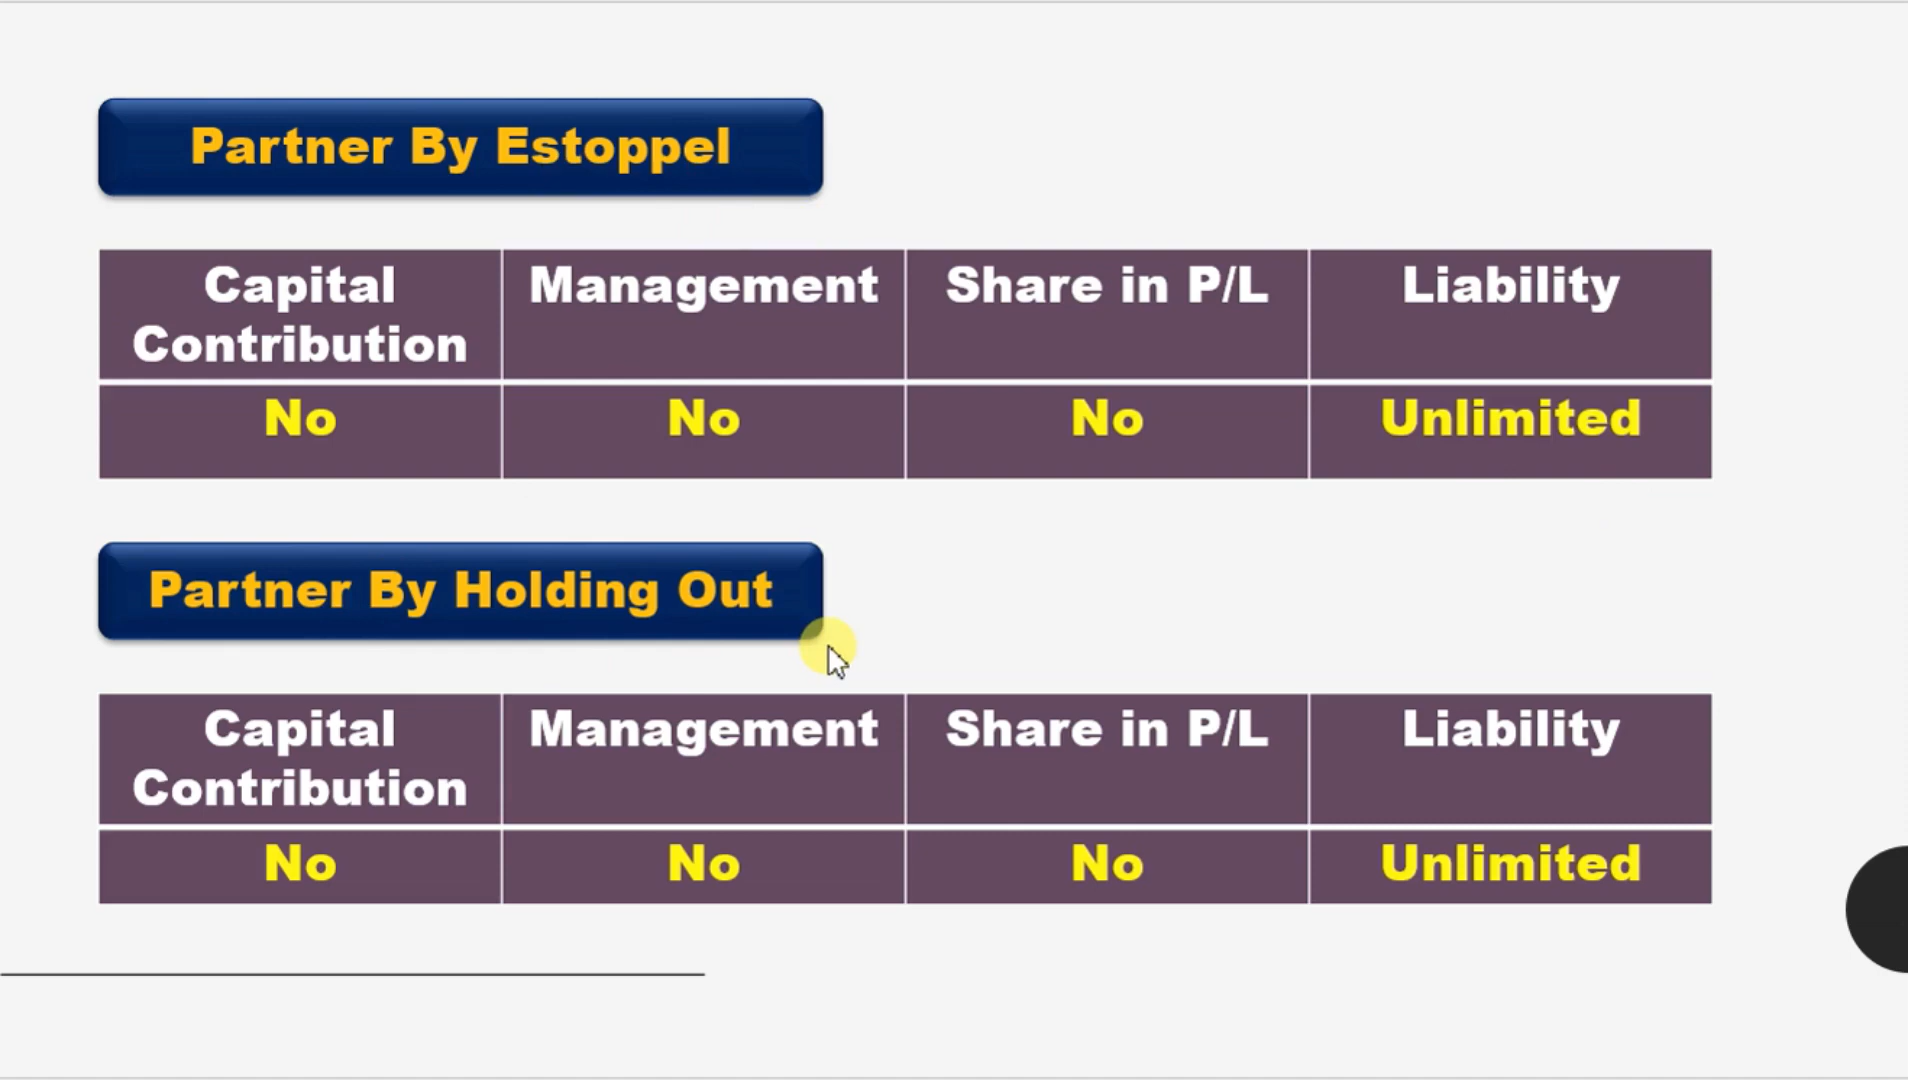 Partner By Estoppel
Capital Contribution Management Share in P/L Liability
No No No Unlimited
Partner By Holding Out
Capital Contribution Management Share in P/L Liability
No No No Unlimited